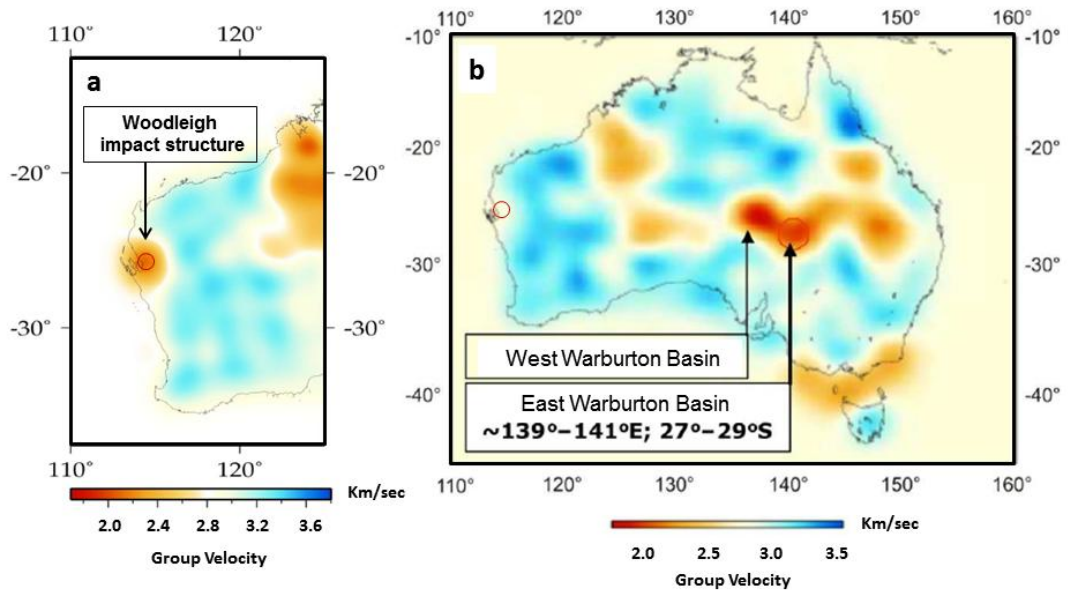 110°
120°
a
Woodleigh
impact structure
-20°
-20°
-30°
-30°
110°
120°
Km/sec
2.0 2.4 2.8 3.2 3.6
Group Velocity
110° 120° 130° 140° 150° 160°
-10°
-10°
b
-20°
-20°
-30°
-30°
West Warburton Basin
East Warburton Basin
~139°–141°E; 27°–29°S
-40°
-40°
110° 120° 130° 140° 150° 160°
Km/sec
2.0 2.5 3.0 3.5
Group Velocity